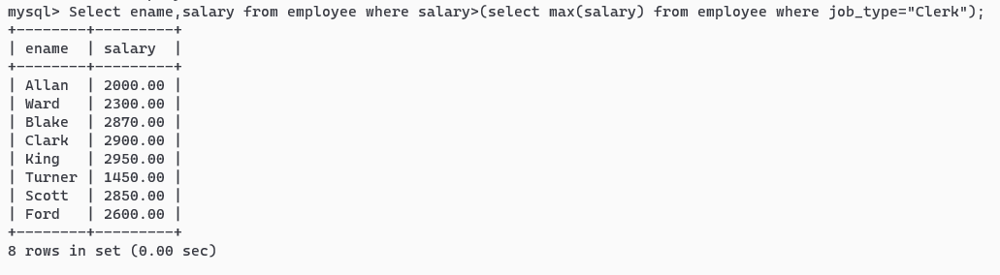 mysql> Select ename,salary from employee where salary>(select max(salary) from employee where job_type="Clerk");
+--------+---------+
| ename  | salary  |
+--------+---------+
| Allan  | 2000.00 |
| Ward   | 2300.00 |
| Blake  | 2870.00 |
| Clark  | 2900.00 |
| King   | 2950.00 |
| Turner | 1450.00 |
| Scott  | 2850.00 |
| Ford   | 2600.00 |
+--------+---------+
8 rows in set (0.00 sec)